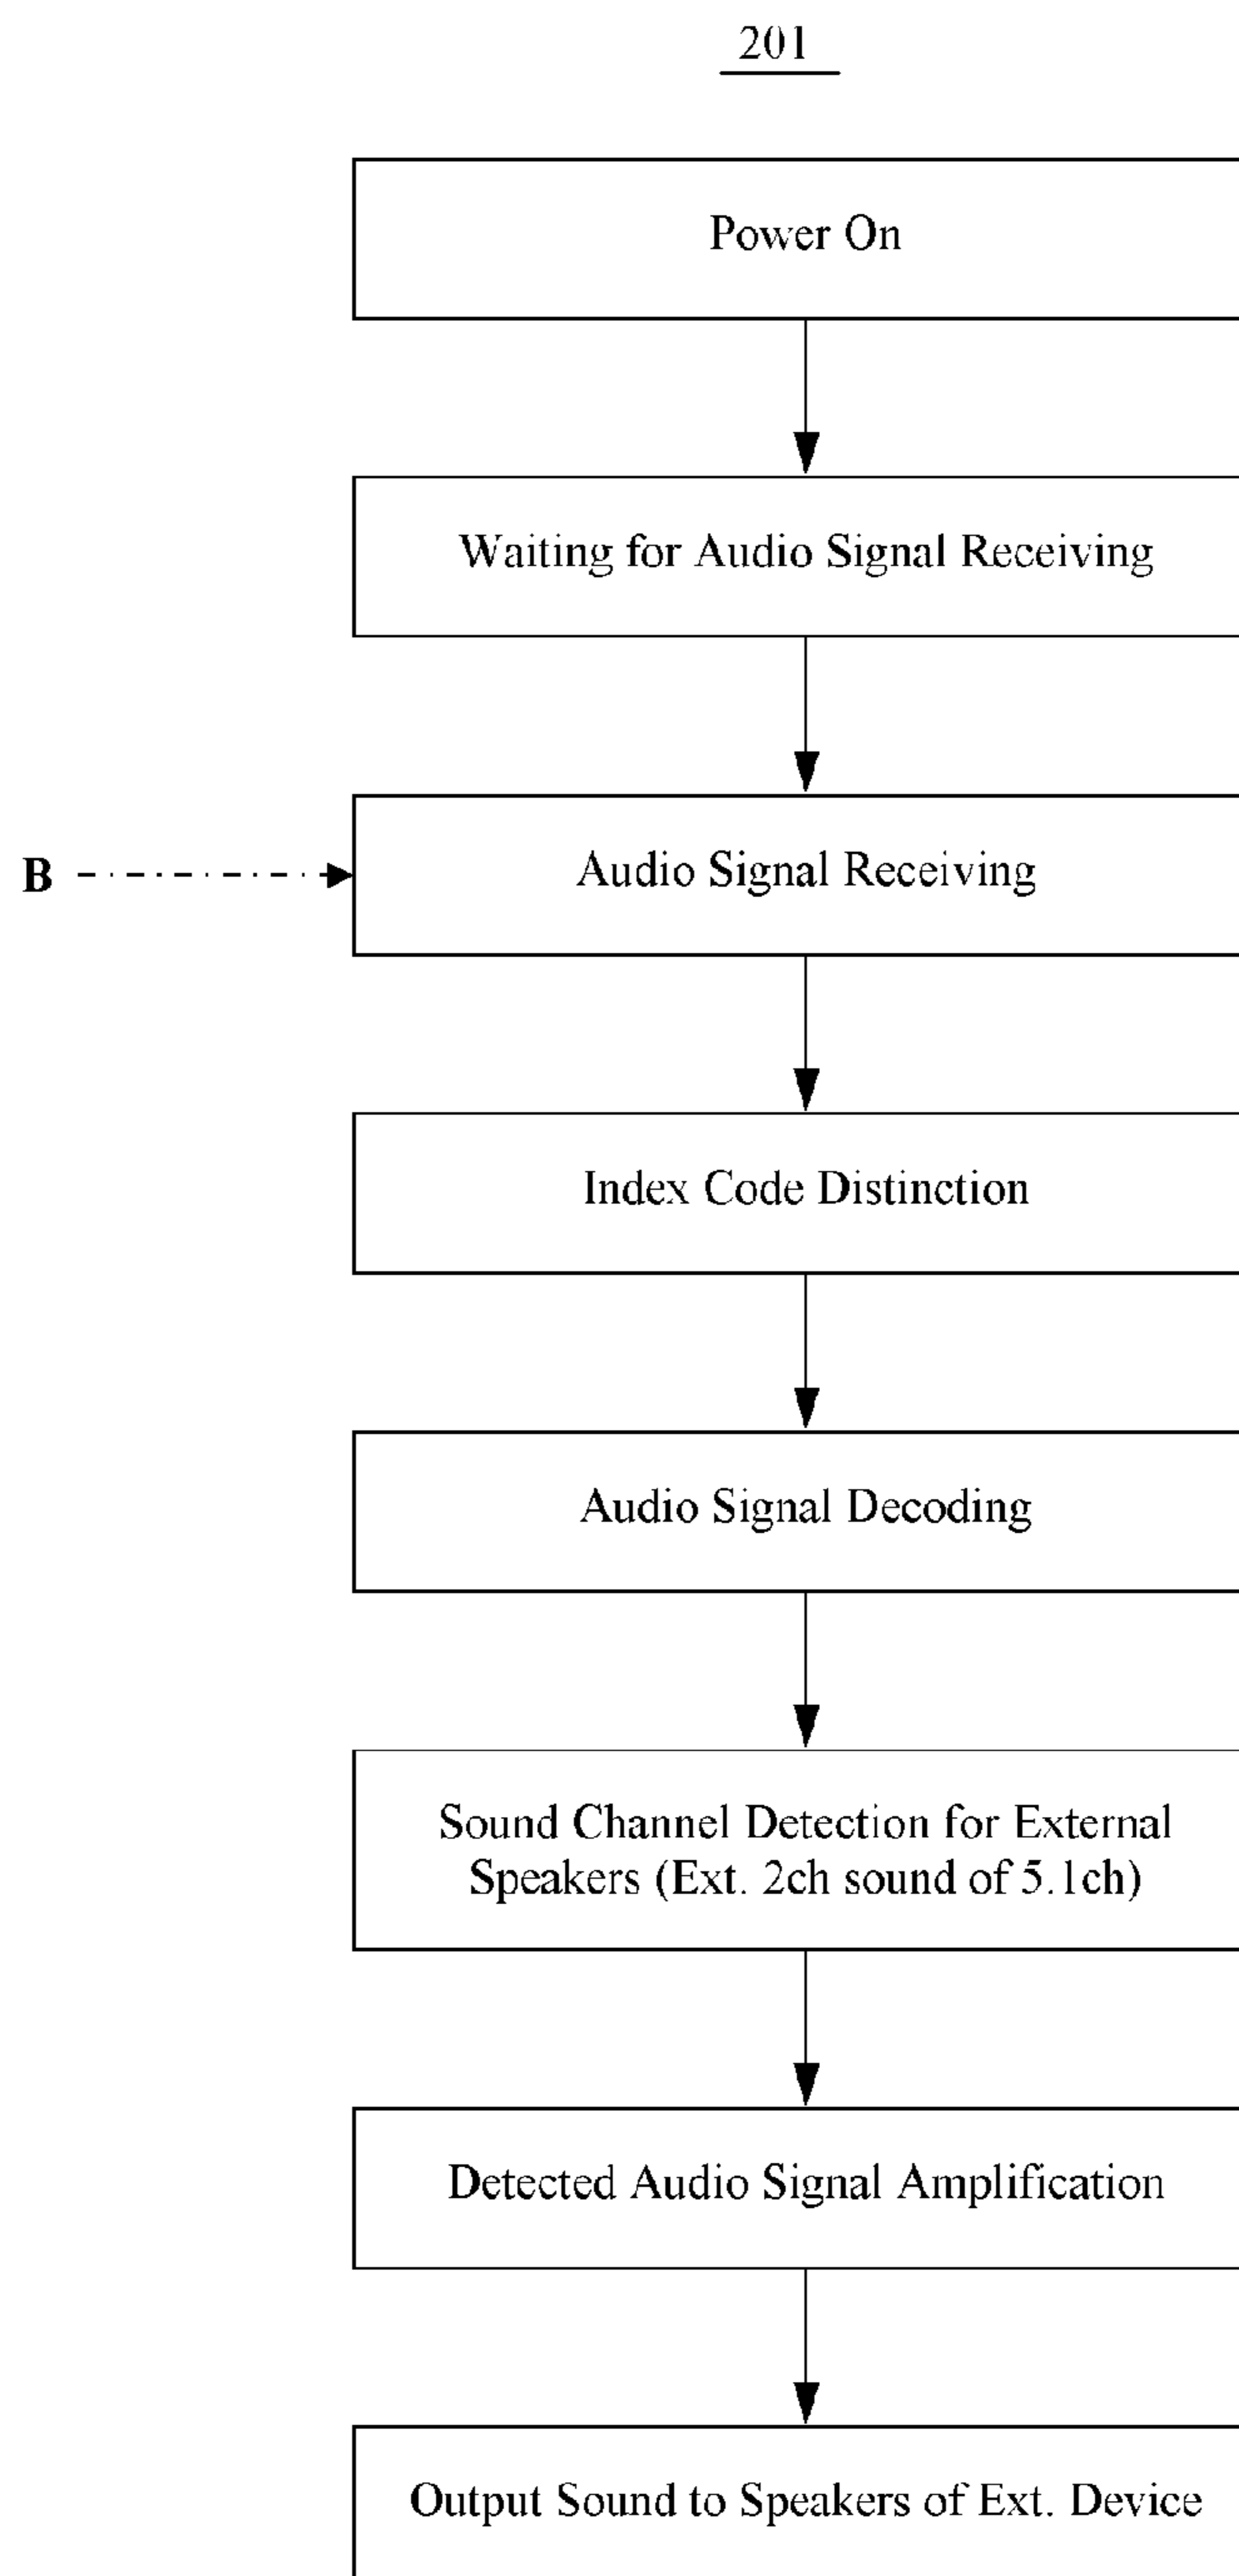 201
Power On
Waiting for Audio Signal Receiving
B
Audio Signal Receiving
Index Code Distinction
Audio Signal Decoding
Sound Channel Detection for External
Speakers (Ext. 2ch sound of 5.1ch)
Detected Audio Signal Amplification
Output Sound to Speakers of Ext. Device